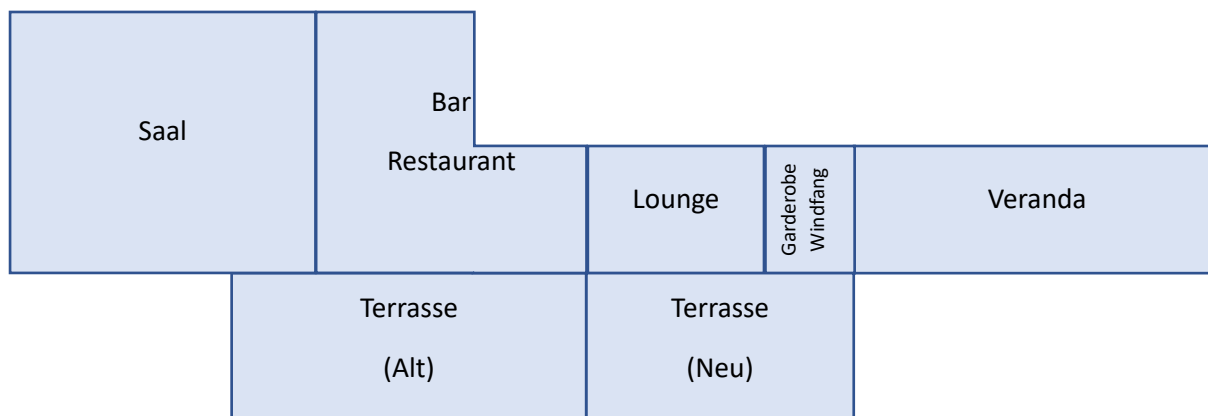 Saal
Bar
Restaurant
Lounge
Garderobe
Windfang
Veranda
Terrasse
(Alt)
Terrasse
(Neu)